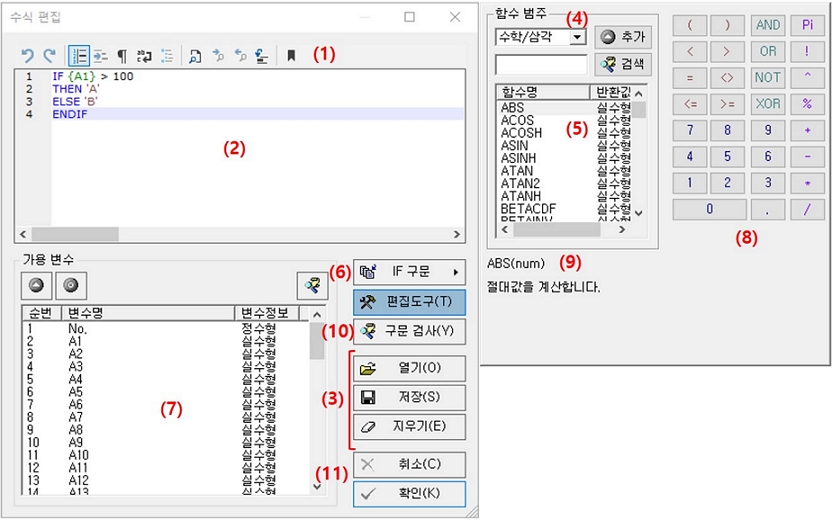 수식 편집
(1)
1 IF {A1} > 100
2 THEN 'A'
3 ELSE 'B'
4 ENDIF
(2)
가용 변수
순번 변수명 변수정보
1 No. 정수형
2 A1 실수형
3 A2 실수형
4 A3 실수형
5 A4 실수형
6 A5 실수형
7 A6 실수형
8 A7 실수형
9 A8 실수형
10 A9 실수형
11 A10 실수형
12 A11 실수형
13 A12 실수형
14 A13 실수형
(7)
(6) IF 구문
편집도구(T)
(10) 구문 검사(Y)
(3)
열기(O)
저장(S)
지우기(E)
(11)
취소(C)
확인(K)
함수 범주
(4)
수학/삼각 추가
검색
함수명 반환값
ABS 실수형
ACOS 실수형
ACOSH 실수형
ASIN 실수형
ASINH 실수형
ATAN 실수형
ATAN2 실수형
ATANH 실수형
BETACDF 실수형
BETAINV 실수형
(5)
( ) AND Pi
< > OR !
= <> NOT ^
<= >= XOR %
7 8 9 +
4 5 6 -
1 2 3 *
0 . /
(8)
ABS(num) (9)
절대값을 계산합니다.